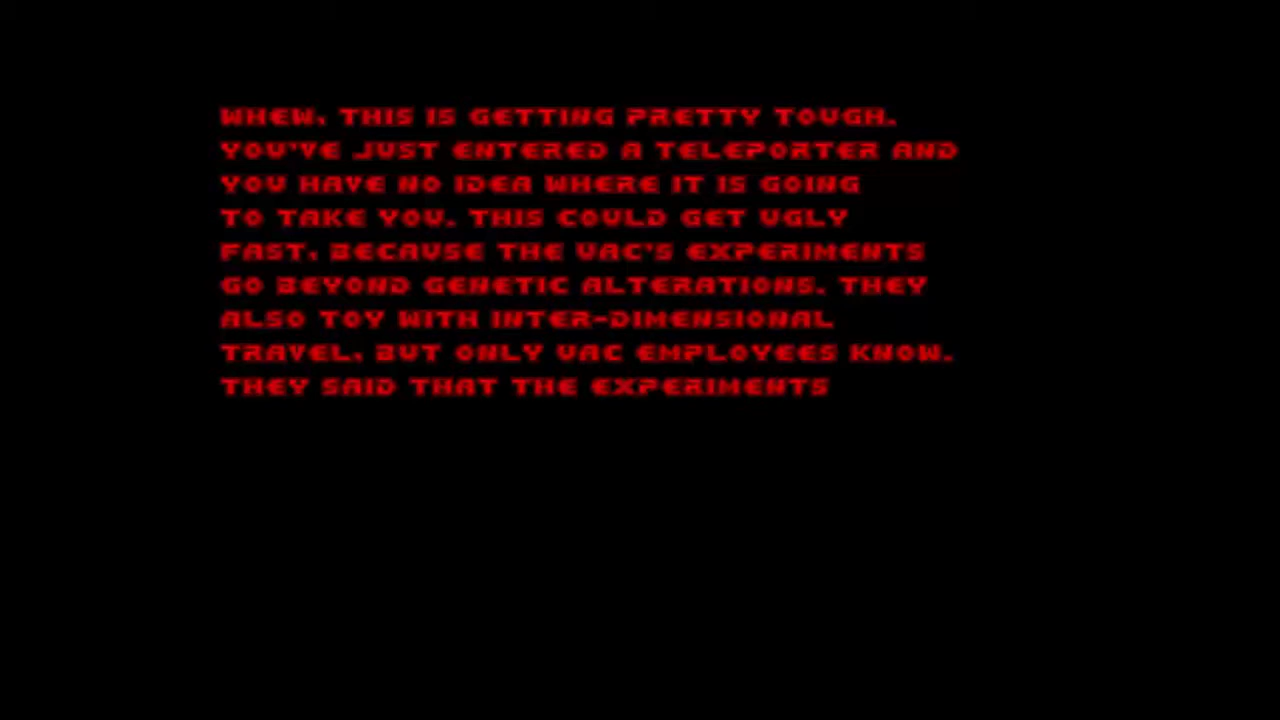 WHEW, THIS IS GETTING PRETTY TOUGH.
YOU'VE JUST ENTERED A TELEPORTER AND
YOU HAVE NO IDEA WHERE IT IS GOING
TO TAKE YOU. THIS COULD GET UGLY
FAST, BECAUSE THE UAC'S EXPERIMENTS
GO BEYOND GENETIC ALTERATIONS. THEY
ALSO TOY WITH INTER-DIMENSIONAL
TRAVEL, BUT ONLY UAC EMPLOYEES KNOW.
THEY SAID THAT THE EXPERIMENTS